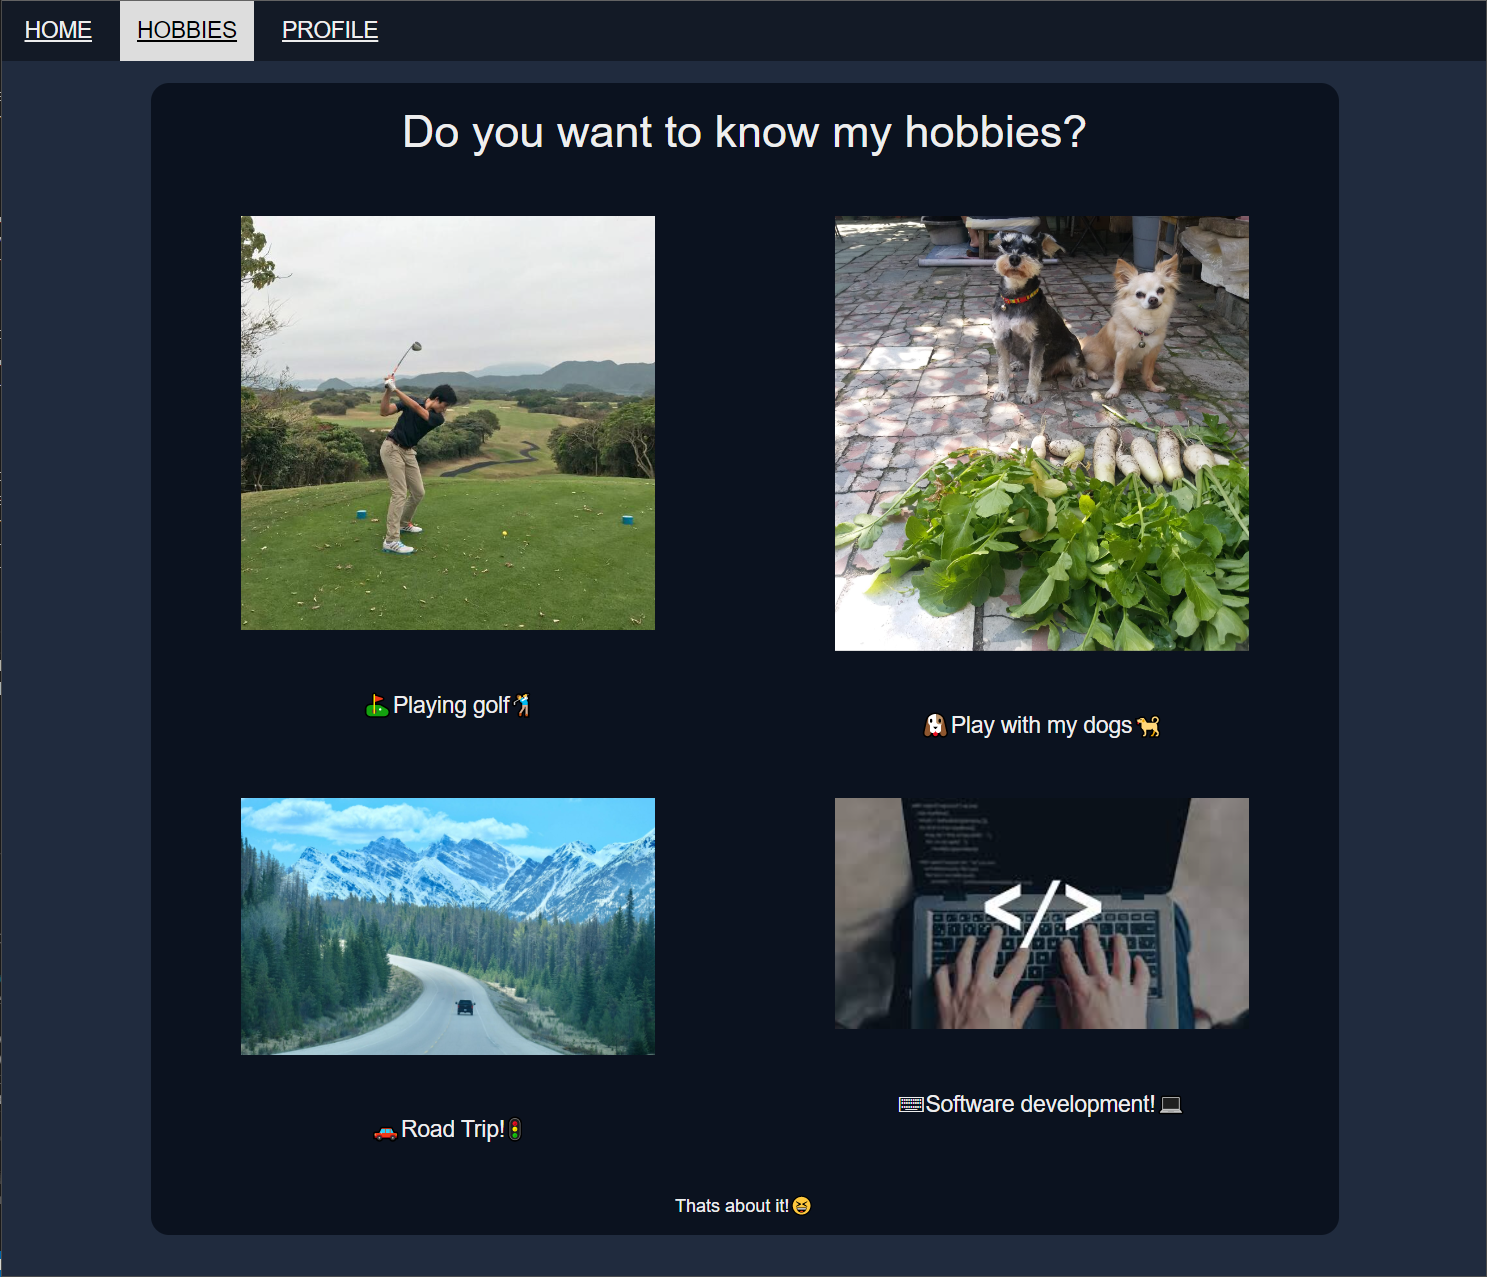 HOME HOBBIES PROFILE
Do you want to know my hobbies?
⛳Playing golf🏌
🐶Play with my dogs🐕
</>
🚗Road Trip!🚦
⌨Software development!💻
Thats about it!😆